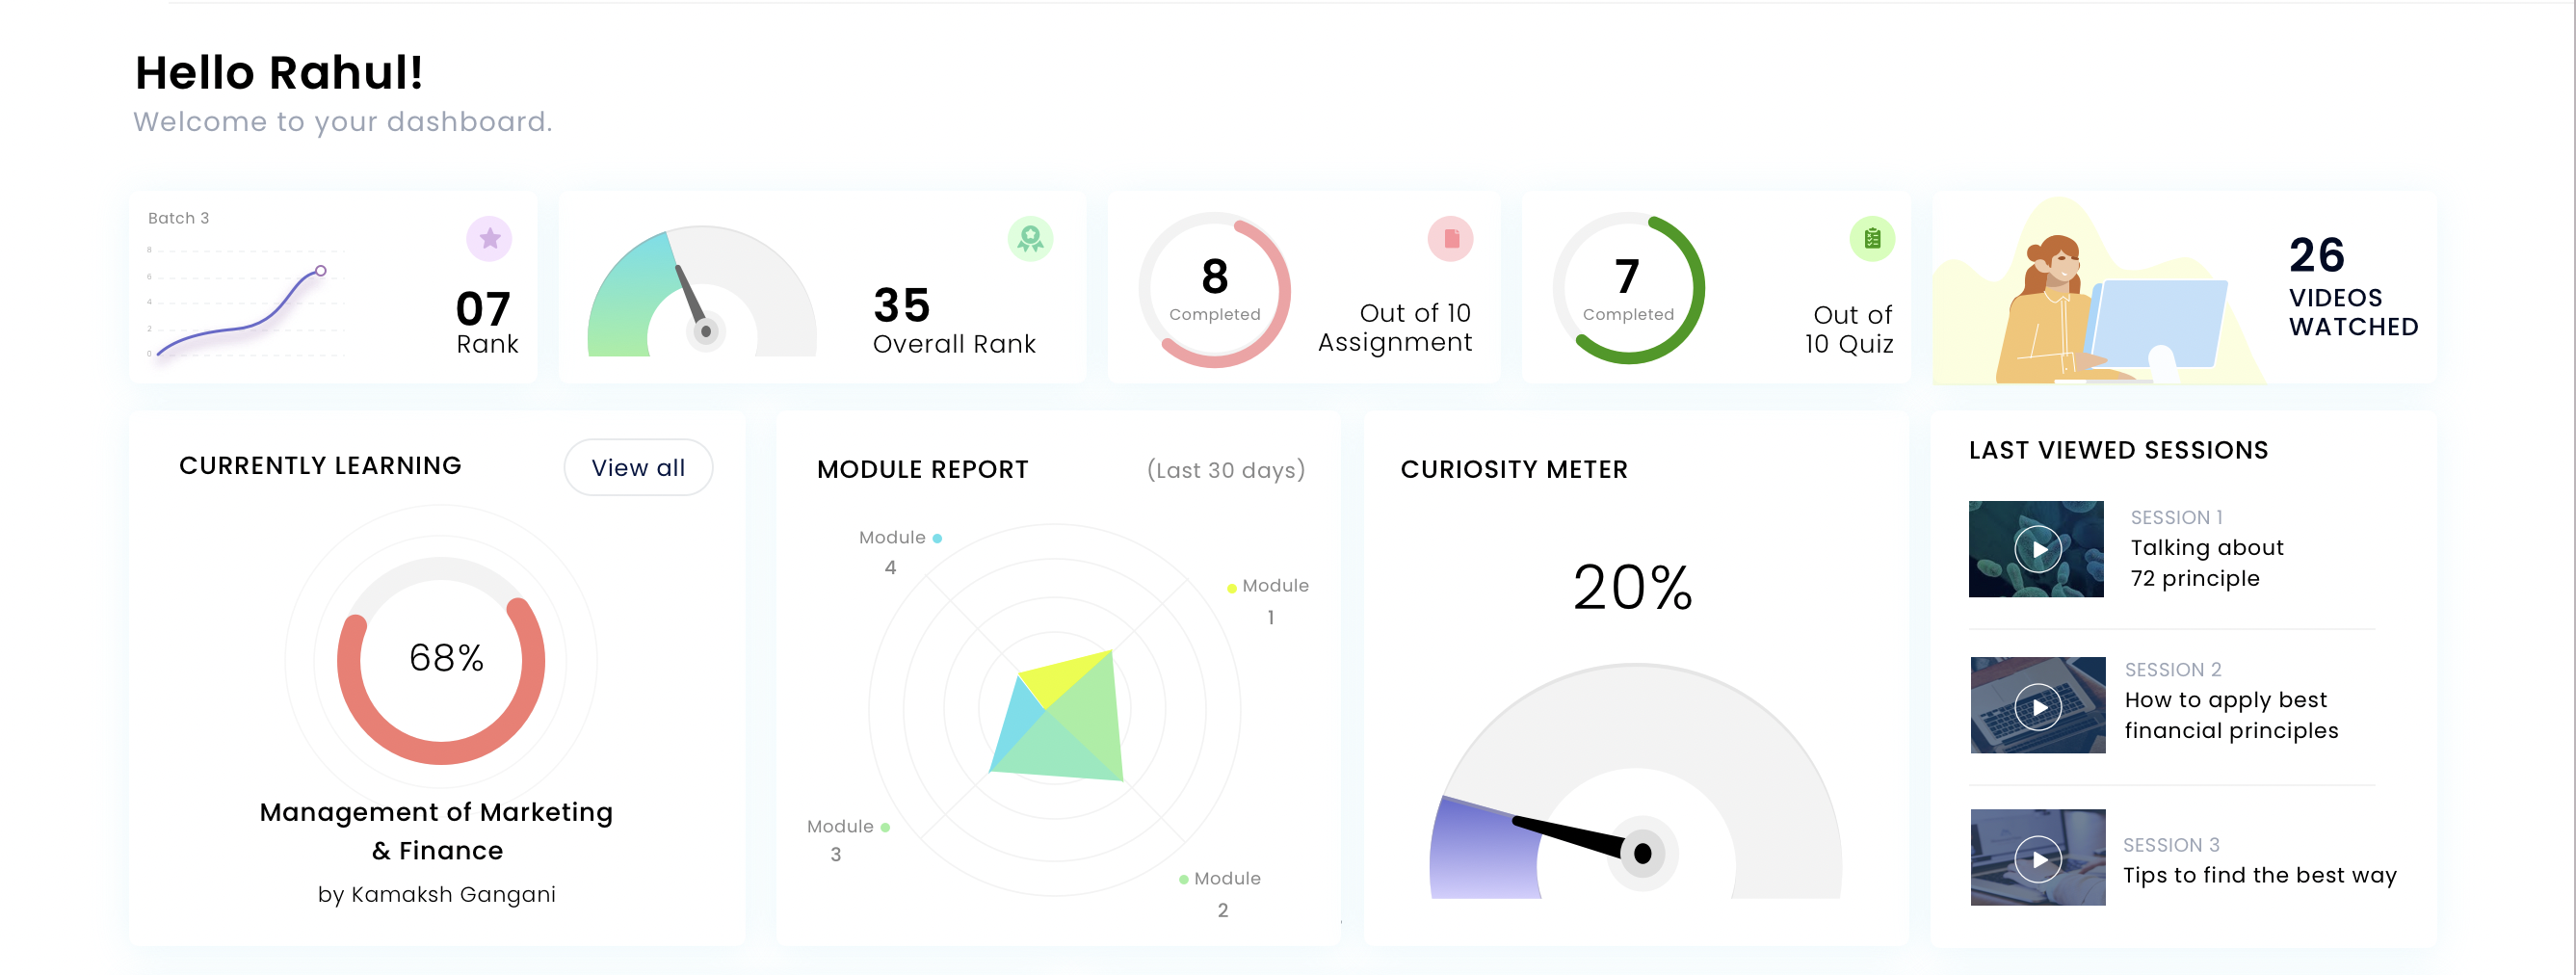 Hello Rahul!
Welcome to your dashboard.
Batch 3
8
6
4
2
0
07
Rank
35
Overall Rank
8
Completed
Out of 10
Assignment
7
Completed
Out of
10 Quiz
26
VIDEOS
WATCHED
CURRENTLY LEARNING
View all
68%
Management of Marketing
& Finance
by Kamaksh Gangani
MODULE REPORT
(Last 30 days)
Module
4
Module
1
Module
3
Module
2
CURIOSITY METER
20%
LAST VIEWED SESSIONS
SESSION 1
Talking about
72 principle
SESSION 2
How to apply best
financial principles
SESSION 3
Tips to find the best way